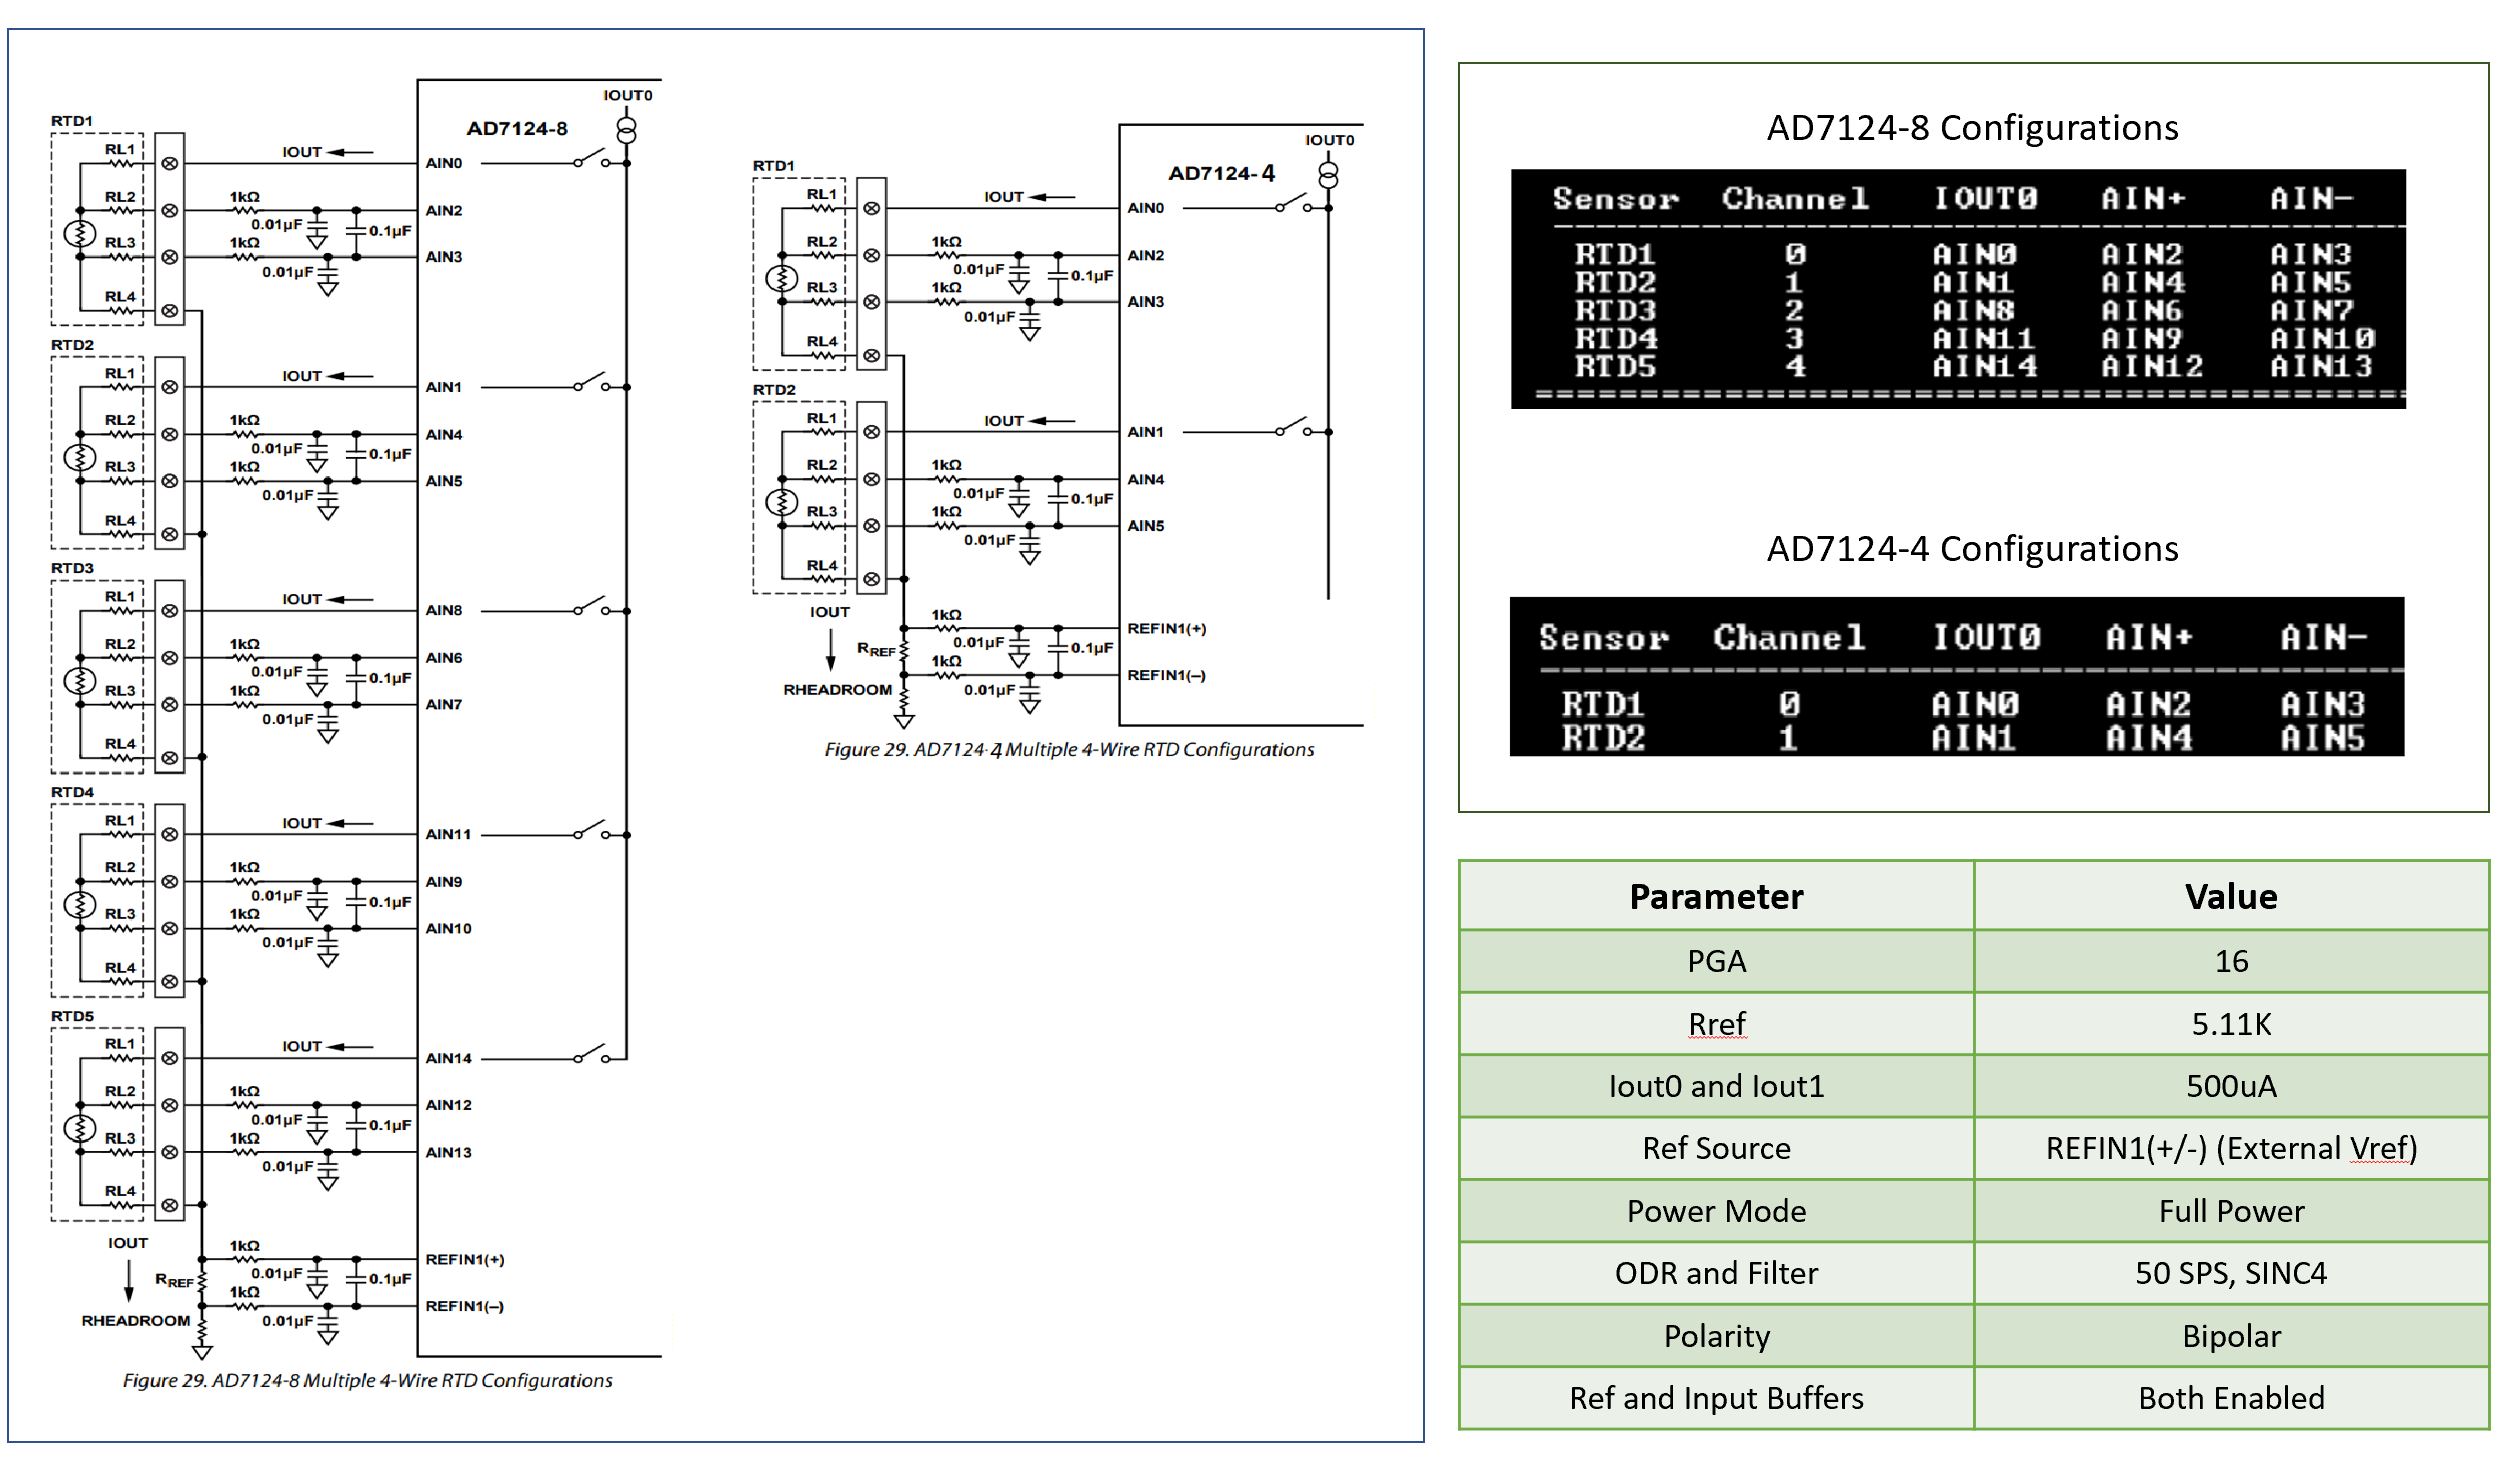 IOUT0
AD7124-8
RTD1
RL1
IOUT
AIN0
RL2
1kΩ
AIN2
0.01µF
0.1µF
RL3
1kΩ
AIN3
0.01µF
RL4
RTD2
RL1
IOUT
AIN1
RL2
1kΩ
AIN4
0.01µF
0.1µF
RL3
1kΩ
AIN5
0.01µF
RL4
RTD3
RL1
IOUT
AIN8
RL2
1kΩ
AIN6
0.01µF
0.1µF
RL3
1kΩ
AIN7
0.01µF
RL4
RTD4
RL1
IOUT
AIN11
RL2
1kΩ
AIN9
0.01µF
0.1µF
RL3
1kΩ
AIN10
0.01µF
RL4
RTD5
RL1
IOUT
AIN14
RL2
1kΩ
AIN12
0.01µF
0.1µF
RL3
1kΩ
AIN13
0.01µF
RL4
IOUT
1kΩ
REFIN1(+)
0.01µF
0.1µF
RREF
1kΩ
REFIN1(–)
RHEADROOM
0.01µF
Figure 29. AD7124-8 Multiple 4-Wire RTD Configurations
IOUT0
AD7124-4
RTD1
RL1
IOUT
AIN0
RL2
1kΩ
AIN2
0.01µF
0.1µF
RL3
1kΩ
AIN3
0.01µF
RL4
RTD2
RL1
IOUT
AIN1
RL2
1kΩ
AIN4
0.01µF
0.1µF
RL3
1kΩ
AIN5
0.01µF
RL4
IOUT
1kΩ
REFIN1(+)
0.01µF
0.1µF
RREF
1kΩ
REFIN1(–)
RHEADROOM
0.01µF
Figure 29. AD7124-4 Multiple 4-Wire RTD Configurations
AD7124-8 Configurations
Sensor Channel IOUT0 AIN+ AIN-
RTD1 0 AIN0 AIN2 AIN3
RTD2 1 AIN1 AIN4 AIN5
RTD3 2 AIN8 AIN6 AIN7
RTD4 3 AIN11 AIN9 AIN10
RTD5 4 AIN14 AIN12 AIN13
AD7124-4 Configurations
Sensor Channel IOUT0 AIN+ AIN-
RTD1 0 AIN0 AIN2 AIN3
RTD2 1 AIN1 AIN4 AIN5
Parameter Value
PGA 16
Rref 5.11K
Iout0 and Iout1 500uA
Ref Source REFIN1(+/-) (External Vref)
Power Mode Full Power
ODR and Filter 50 SPS, SINC4
Polarity Bipolar
Ref and Input Buffers Both Enabled